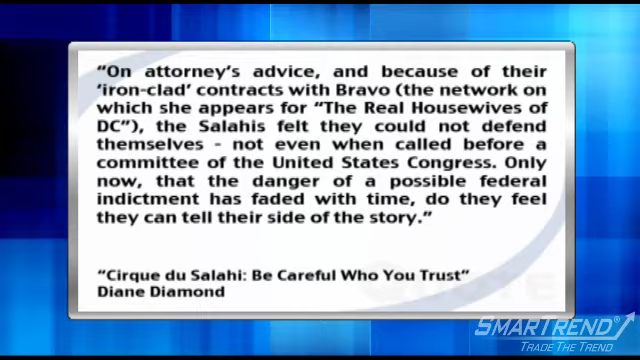 “On attorney’s advice, and because of their
‘iron-clad’ contracts with Bravo (the network on
which she appears for “The Real Housewives of
DC”), the Salahis felt they could not defend
themselves - not even when called before a
committee of the United States Congress. Only
now, that the danger of a possible federal
indictment has faded with time, do they feel
they can tell their side of the story.”
“Cirque du Salahi: Be Careful Who You Trust”
Diane Diamond
QUOTE
SMARTREND®
TRADE THE TREND